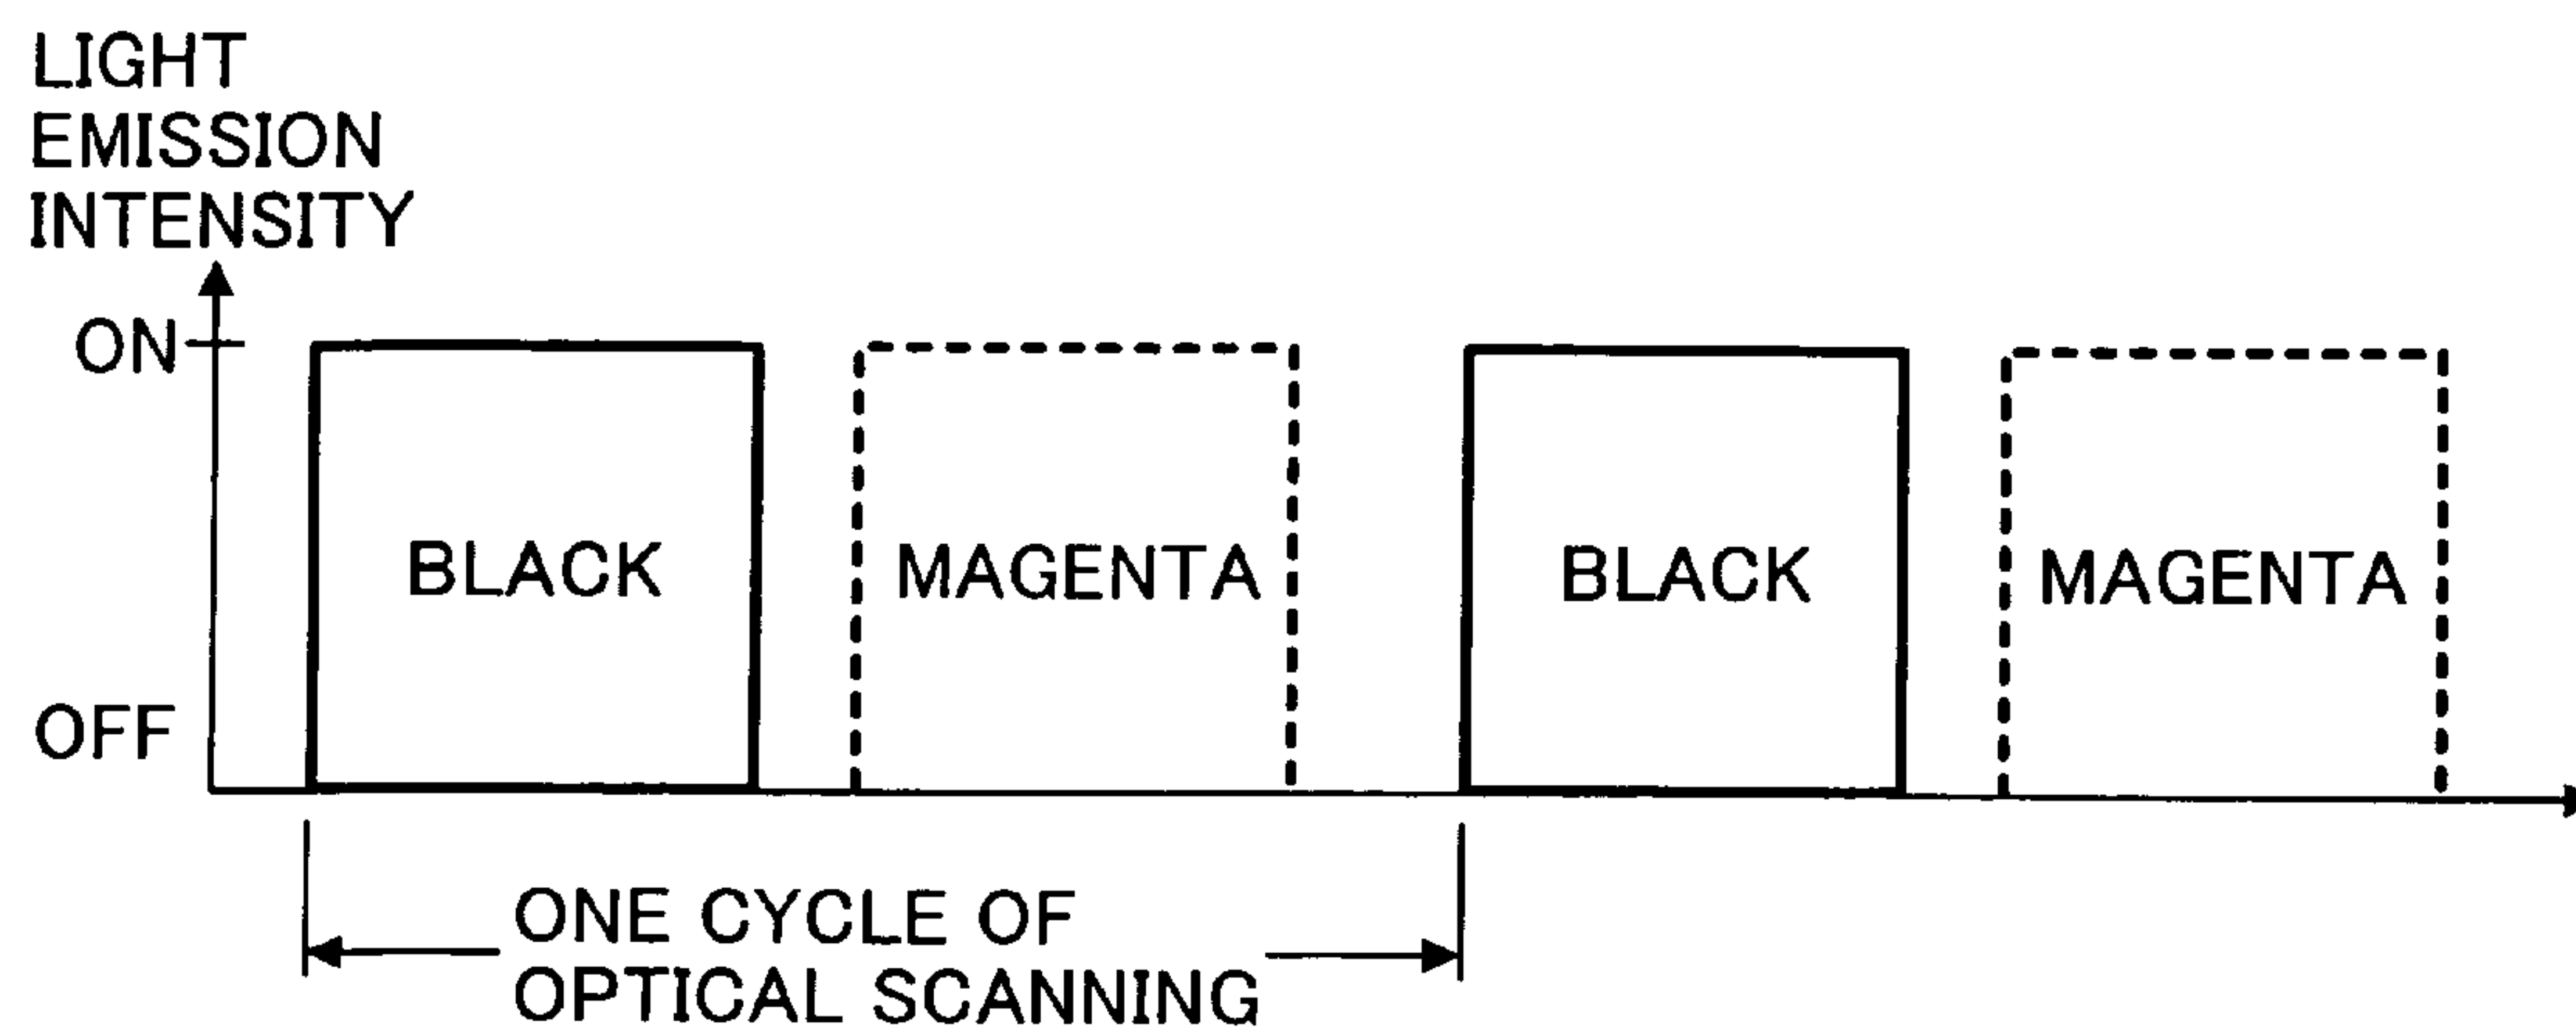 LIGHT
EMISSION
INTENSITY
ON
BLACK
MAGENTA
BLACK
MAGENTA
OFF
ONE CYCLE OF
OPTICAL SCANNING